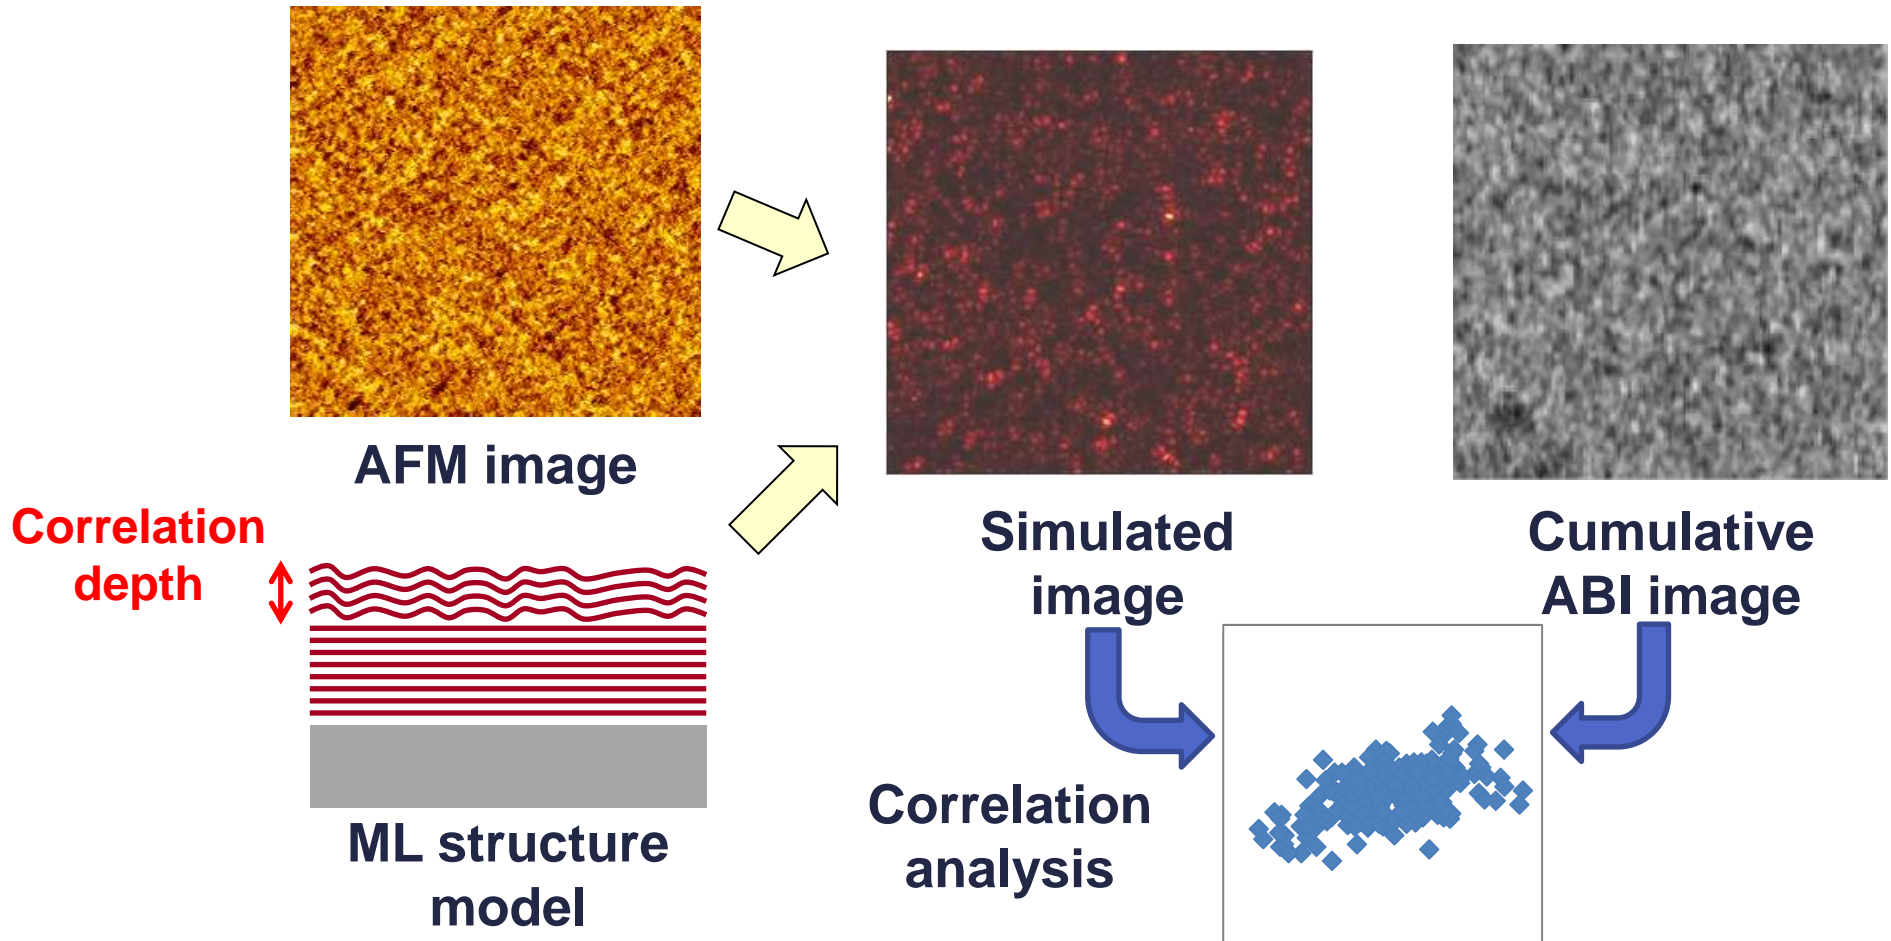 AFM image
Correlation
depth
ML structure
model
Simulated
image
Cumulative
ABI image
Correlation
analysis